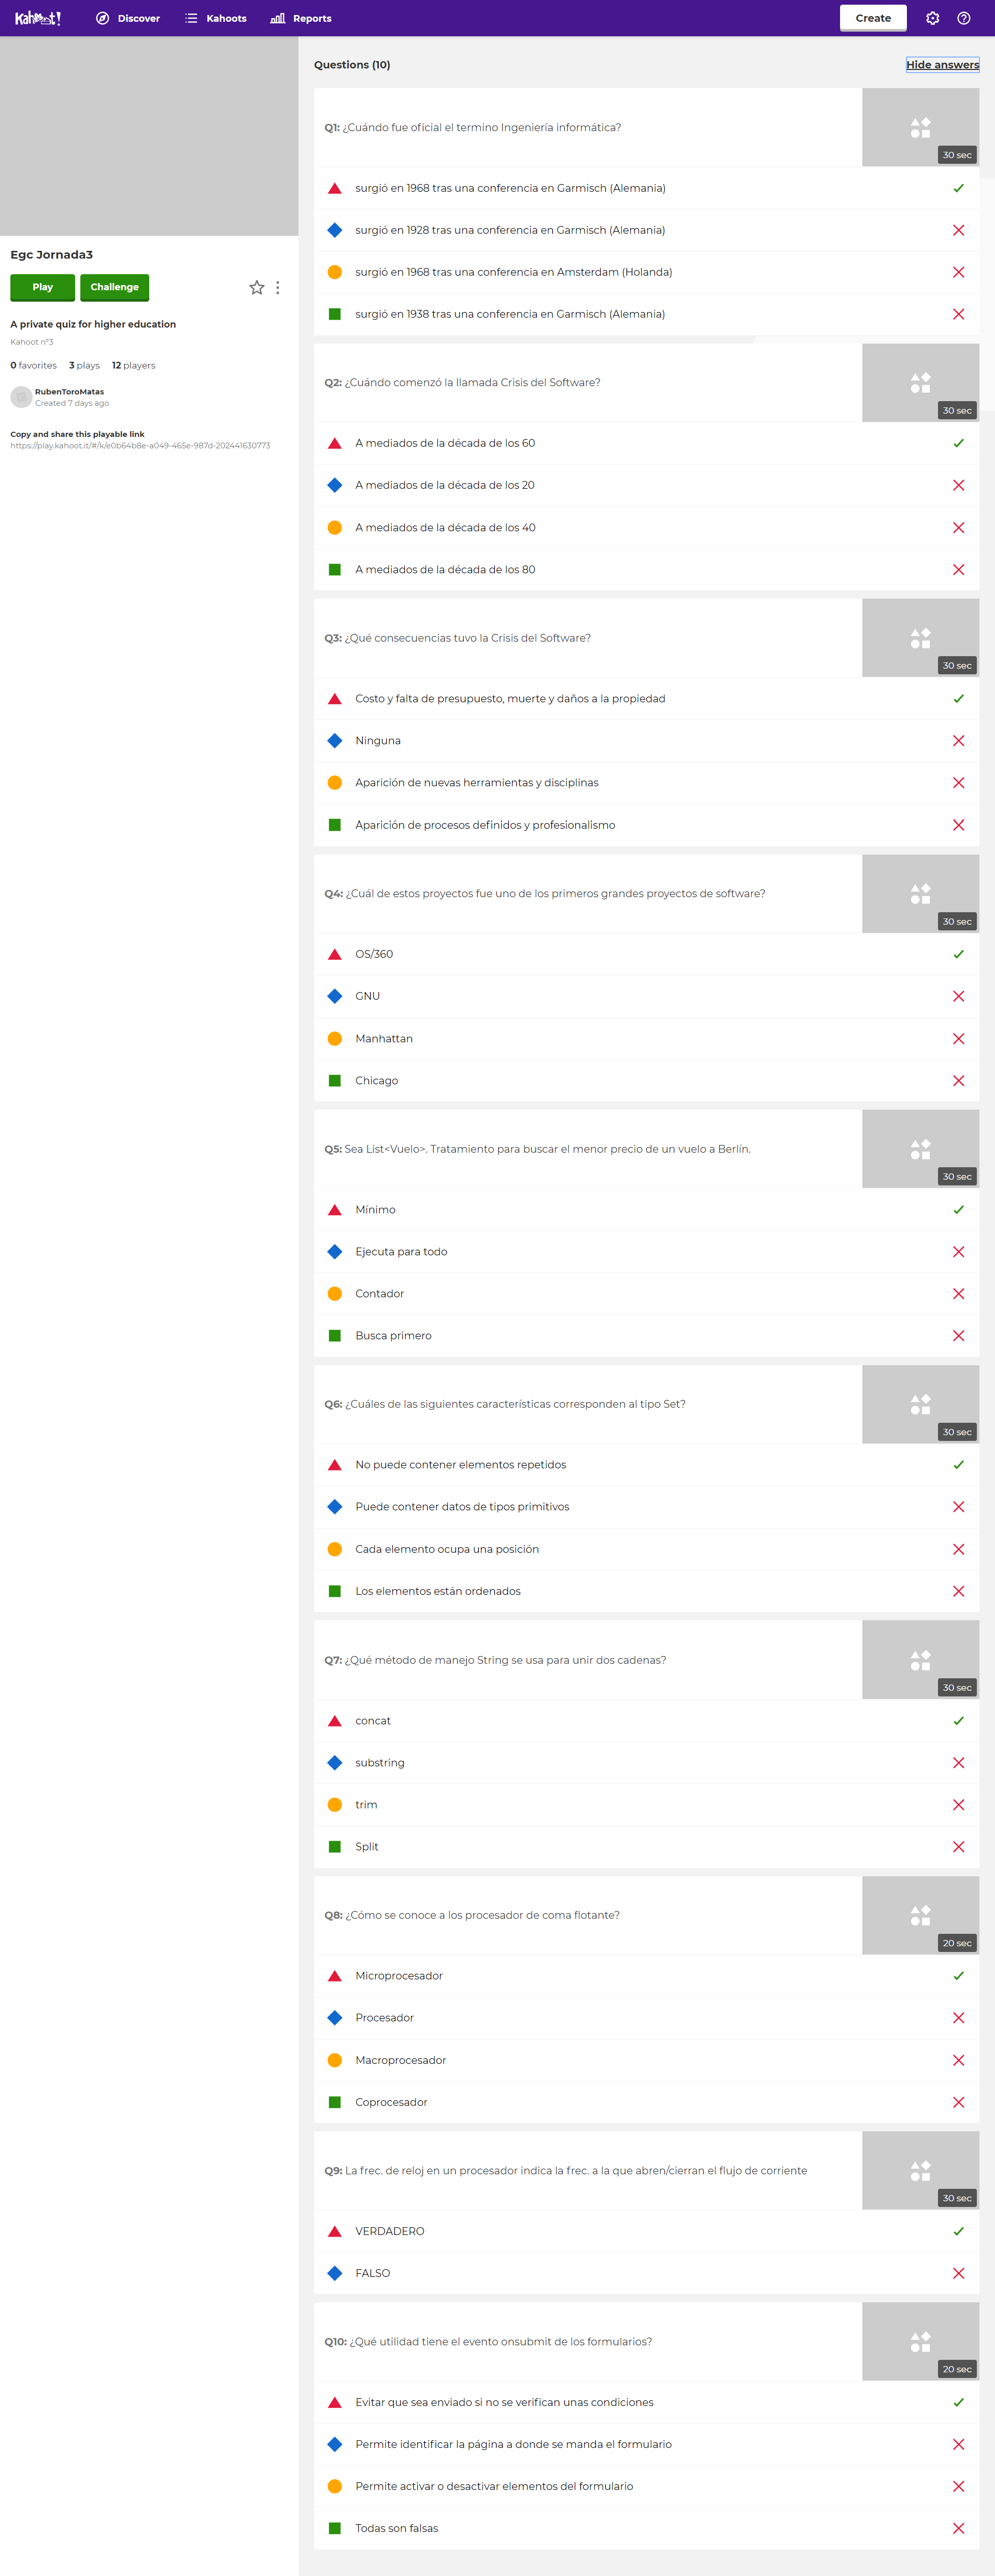 Kahoot!
Discover
Kahoots
Reports
Create
Egc Jornada3
Play
Challenge
A private quiz for higher education
Kahoot nº3
0 favorites 3 plays 12 players
RubenToroMatas
Created 7 days ago
Copy and share this playable link
https://play.kahoot.it/#/k/e0b64b8e-a049-465e-987d-202441630773
Questions (10)
Hide answers
Q1: ¿Cuándo fue oficial el termino Ingeniería informática?
30 sec
surgió en 1968 tras una conferencia en Garmisch (Alemania)
surgió en 1928 tras una conferencia en Garmisch (Alemania)
surgió en 1968 tras una conferencia en Amsterdam (Holanda)
surgió en 1938 tras una conferencia en Garmisch (Alemania)
Q2: ¿Cuándo comenzó la llamada Crisis del Software?
30 sec
A mediados de la década de los 60
A mediados de la década de los 20
A mediados de la década de los 40
A mediados de la década de los 80
Q3: ¿Qué consecuencias tuvo la Crisis del Software?
30 sec
Costo y falta de presupuesto, muerte y daños a la propiedad
Ninguna
Aparición de nuevas herramientas y disciplinas
Aparición de procesos definidos y profesionalismo
Q4: ¿Cuál de estos proyectos fue uno de los primeros grandes proyectos de software?
30 sec
OS/360
GNU
Manhattan
Chicago
Q5: Sea List<Vuelo>. Tratamiento para buscar el menor precio de un vuelo a Berlín.
30 sec
Mínimo
Ejecuta para todo
Contador
Busca primero
Q6: ¿Cuáles de las siguientes características corresponden al tipo Set?
30 sec
No puede contener elementos repetidos
Puede contener datos de tipos primitivos
Cada elemento ocupa una posición
Los elementos están ordenados
Q7: ¿Qué método de manejo String se usa para unir dos cadenas?
30 sec
concat
substring
trim
Split
Q8: ¿Cómo se conoce a los procesador de coma flotante?
20 sec
Microprocesador
Procesador
Macroprocesador
Coprocesador
Q9: La frec. de reloj en un procesador indica la frec. a la que abren/cierran el flujo de corriente
30 sec
VERDADERO
FALSO
Q10: ¿Qué utilidad tiene el evento onsubmit de los formularios?
20 sec
Evitar que sea enviado si no se verifican unas condiciones
Permite identificar la página a donde se manda el formulario
Permite activar o desactivar elementos del formulario
Todas son falsas